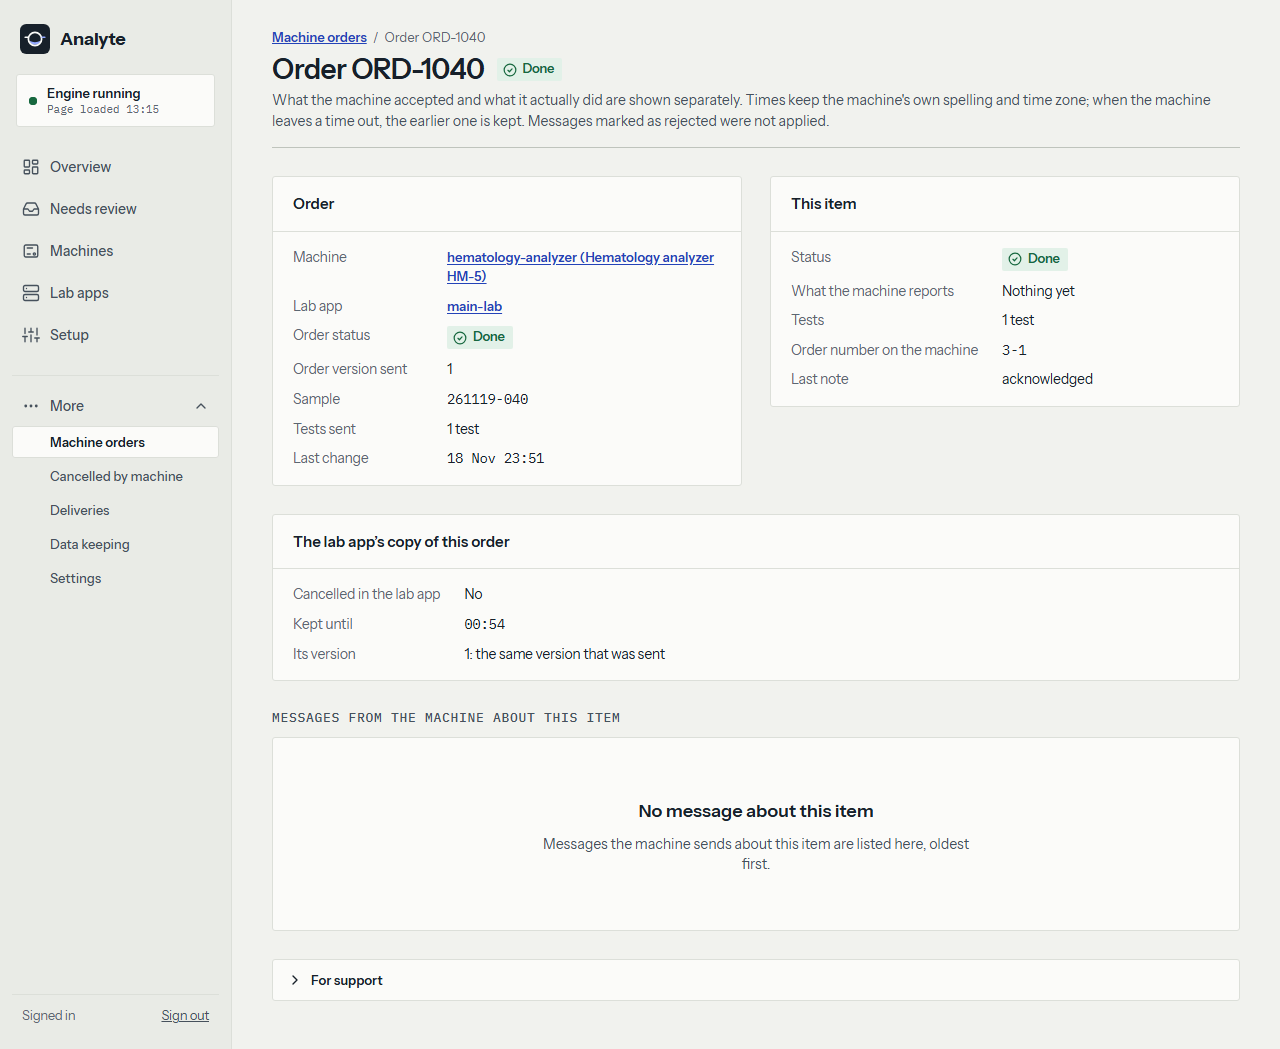 Analyte
Engine running
Page loaded 13:15
Overview
Needs review
Machines
Lab apps
Setup
More
Machine orders
Cancelled by machine
Deliveries
Data keeping
Settings
Signed in
Sign out
Machine orders / Order ORD-1040
Order ORD-1040 Done
What the machine accepted and what it actually did are shown separately. Times keep the machine's own spelling and time zone; when the machine
leaves a time out, the earlier one is kept. Messages marked as rejected were not applied.
Order
Machine hematology-analyzer (Hematology analyzer
HM-5)
Lab app main-lab
Order status Done
Order version sent 1
Sample 261119-040
Tests sent 1 test
Last change 18 Nov 23:51
This item
Status Done
What the machine reports Nothing yet
Tests 1 test
Order number on the machine 3-1
Last note acknowledged
The lab app's copy of this order
Cancelled in the lab app No
Kept until 00:54
Its version 1: the same version that was sent
MESSAGES FROM THE MACHINE ABOUT THIS ITEM
No message about this item
Messages the machine sends about this item are listed here, oldest
first.
For support